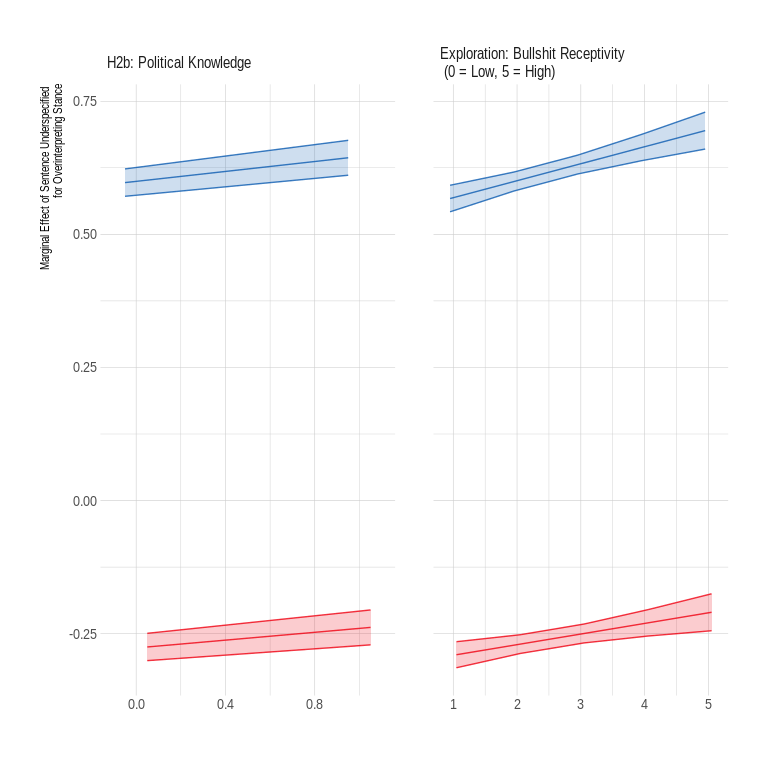 H2b: Political Knowledge
Exploration: Bullshit Receptivity
(0 = Low, 5 = High)
Marginal Effect of Sentence Underspecified
for Overinterpreting Stance
0.75
0.50
0.25
0.00
-0.25
0.0 0.4 0.8
1 2 3 4 5